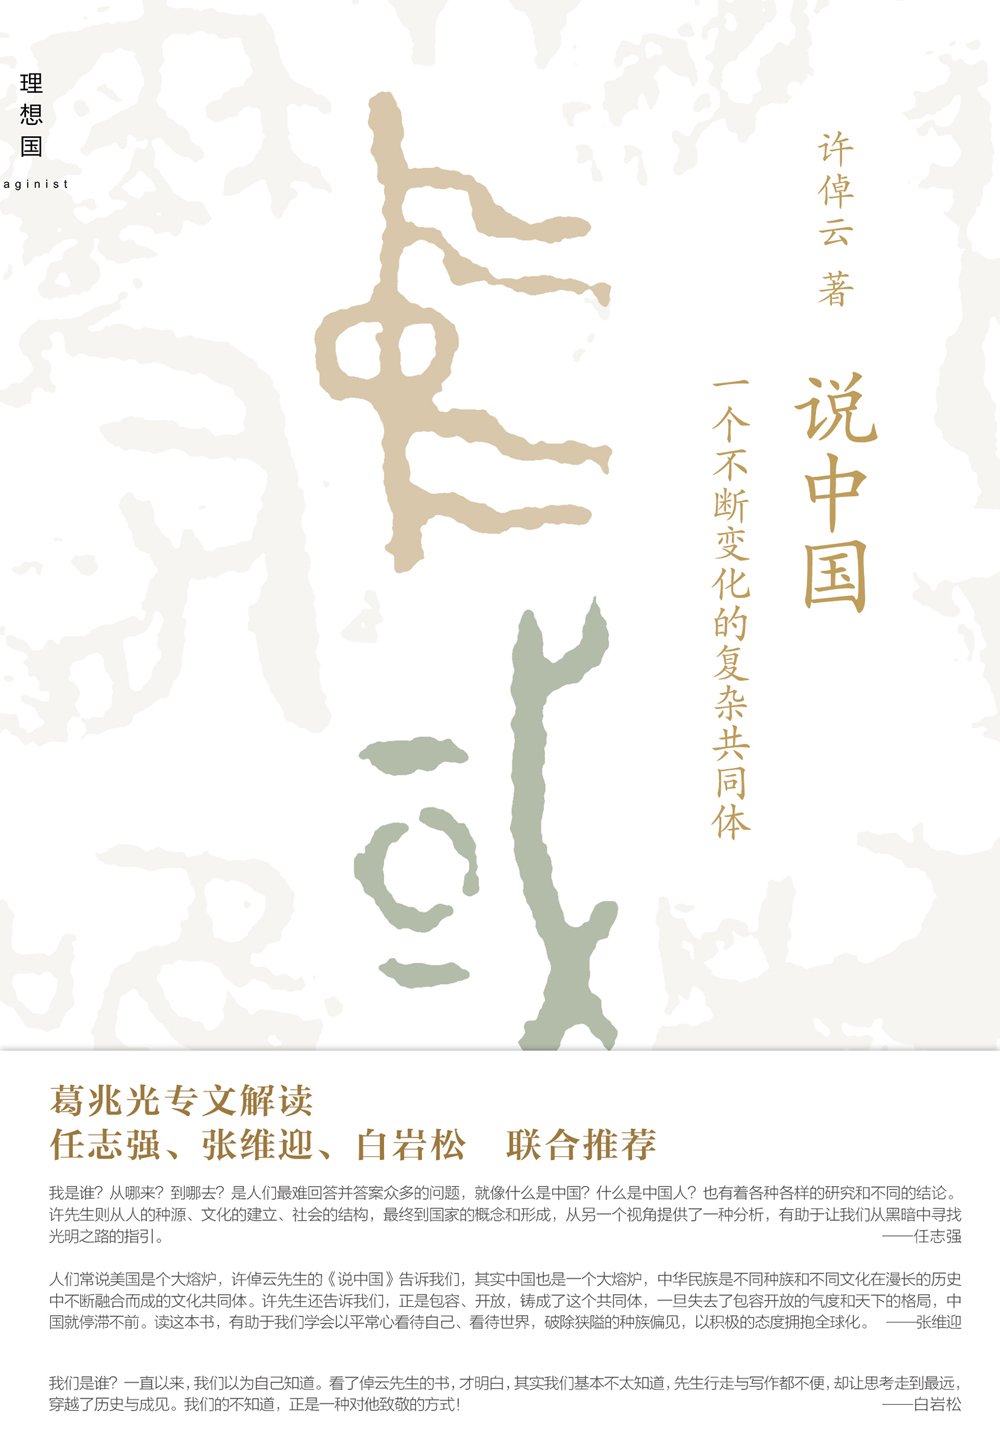 理想国
aginist
许倬云 著
说中国
一个不断变化的复杂共同体
葛兆光专文解读
任志强、张维迎、白岩松 联合推荐
我是谁？从哪来？到哪去？是人们最难回答并答案众多的问题，就像什么是中国？什么是中国人？也有着各种各样的研究和不同的结论。
许先生则从人的种源、文化的建立、社会的结构，最终到国家的概念和形成，从另一个视角提供了一种分析，有助于让我们从黑暗中寻找
光明之路的指引。 ——任志强
人们常说美国是个大熔炉，许倬云先生的《说中国》告诉我们，其实中国也是一个大熔炉，中华民族是不同种族和不同文化在漫长的历史
中不断融合而成的文化共同体。许先生还告诉我们，正是包容、开放，铸成了这个共同体，一旦失去了包容开放的气度和天下的格局，中
国就停滞不前。读这本书，有助于我们学会以平常心看待自己、看待世界，破除狭隘的种族偏见，以积极的态度拥抱全球化。 ——张维迎
我们是谁？一直以来，我们以为自己知道。看了倬云先生的书，才明白，其实我们基本不太知道，先生行走与写作都不便，却让思考走到最远，
穿越了历史与成见。我们的不知道，正是一种对他致敬的方式！ ——白岩松